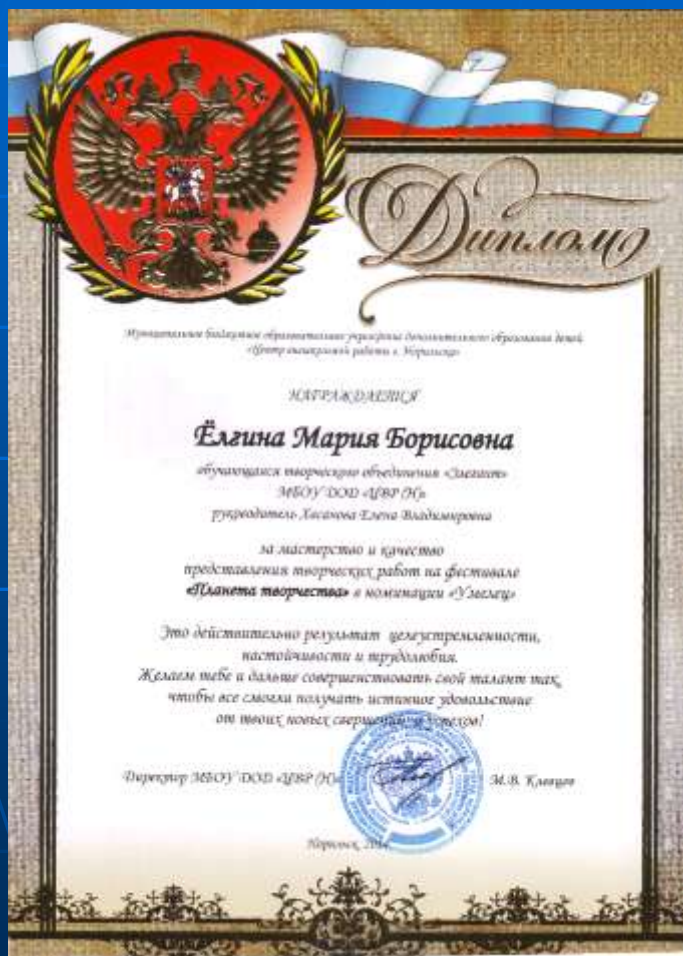 Диплом
Муниципальное бюджетное образовательное учреждение дополнительного образования детей
«Центр внешкольной работы г. Норильска»
НАГРАЖДАЕТСЯ
Ёлгина Мария Борисовна
обучающаяся творческого объединения «Элегант»
МБОУ ДОД «ЦВР (Н)»
руководитель Хасанова Елена Владимировна
за мастерство и качество
представления творческих работ на фестивале
«Планета творчества» в номинации «Умелец»
Это действительно результат целеустремленности,
настойчивости и трудолюбия.
Желаем тебе и дальше совершенствовать свой талант так,
чтобы все смогли получать истинное удовольствие
от твоих новых свершений и успехов!
Директор МБОУ ДОД «ЦВР (Н)» М.В. Клевцов
Норильск,